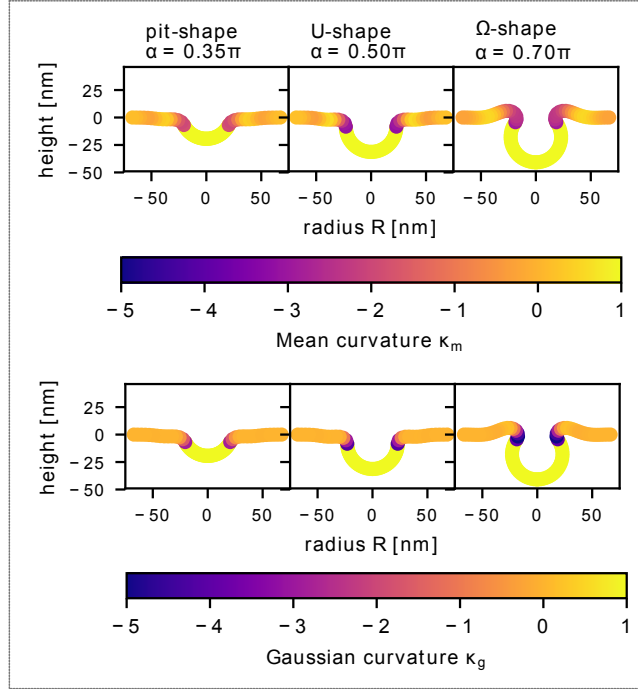 pit-shape U-shape Ω-shape
α = 0.35π α = 0.50π α = 0.70π
height [nm]
25
0
−25
−50
−50 0 50 −50 0 50 −50 0 50
radius R [nm]
−5 −4 −3 −2 −1 0 1
Mean curvature κm
height [nm]
25
0
−25
−50
−50 0 50 −50 0 50 −50 0 50
radius R [nm]
−5 −4 −3 −2 −1 0 1
Gaussian curvature κg